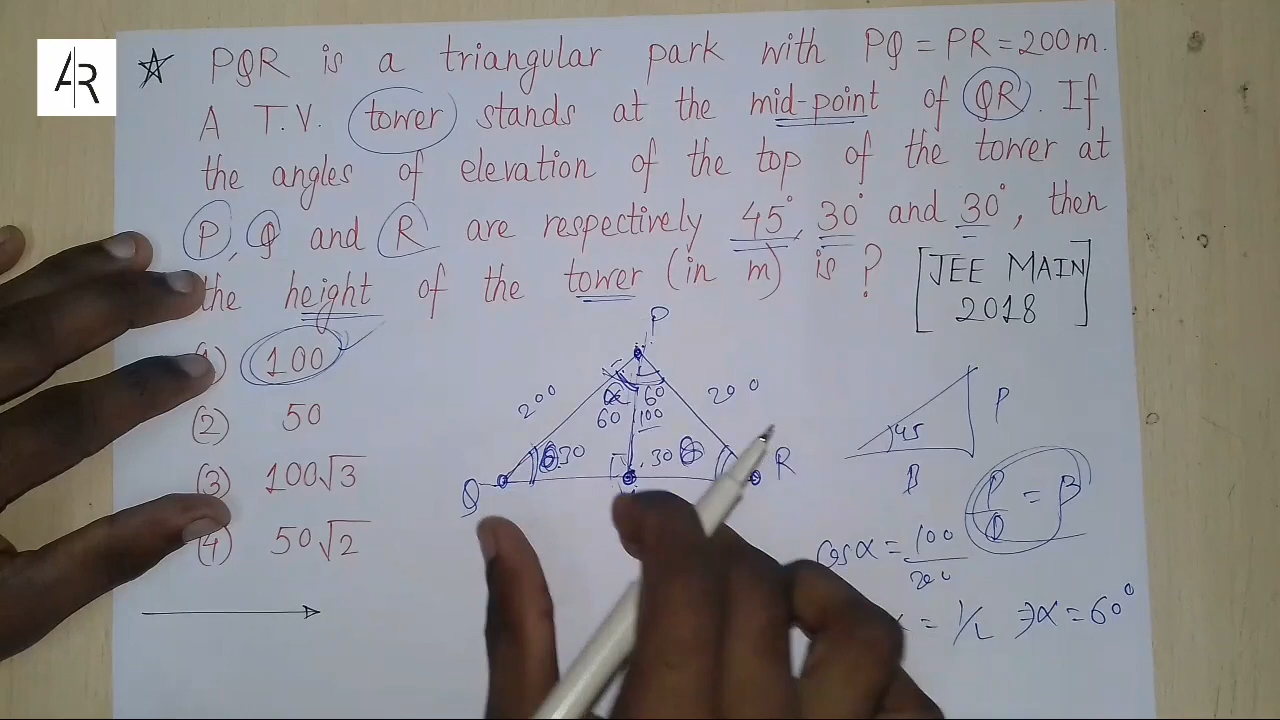 AR
PQR is a triangular park with PQ = PR = 200m.
A T.V. tower stands at the mid-point of QR. If
the angles of elevation of the top of the tower at
P, Q and R are respectively 45°, 30° and 30°, then
the height of the tower (in m) is ?
[JEE MAIN
2018]
(1) 100
(2) 50
(3) 100√3
(4) 50√2
P
200
200
α 60
60 100
30
30
Q
R
45
P
B
P = B
cosα = 100
200
= 1/2 ⇒ α = 60°